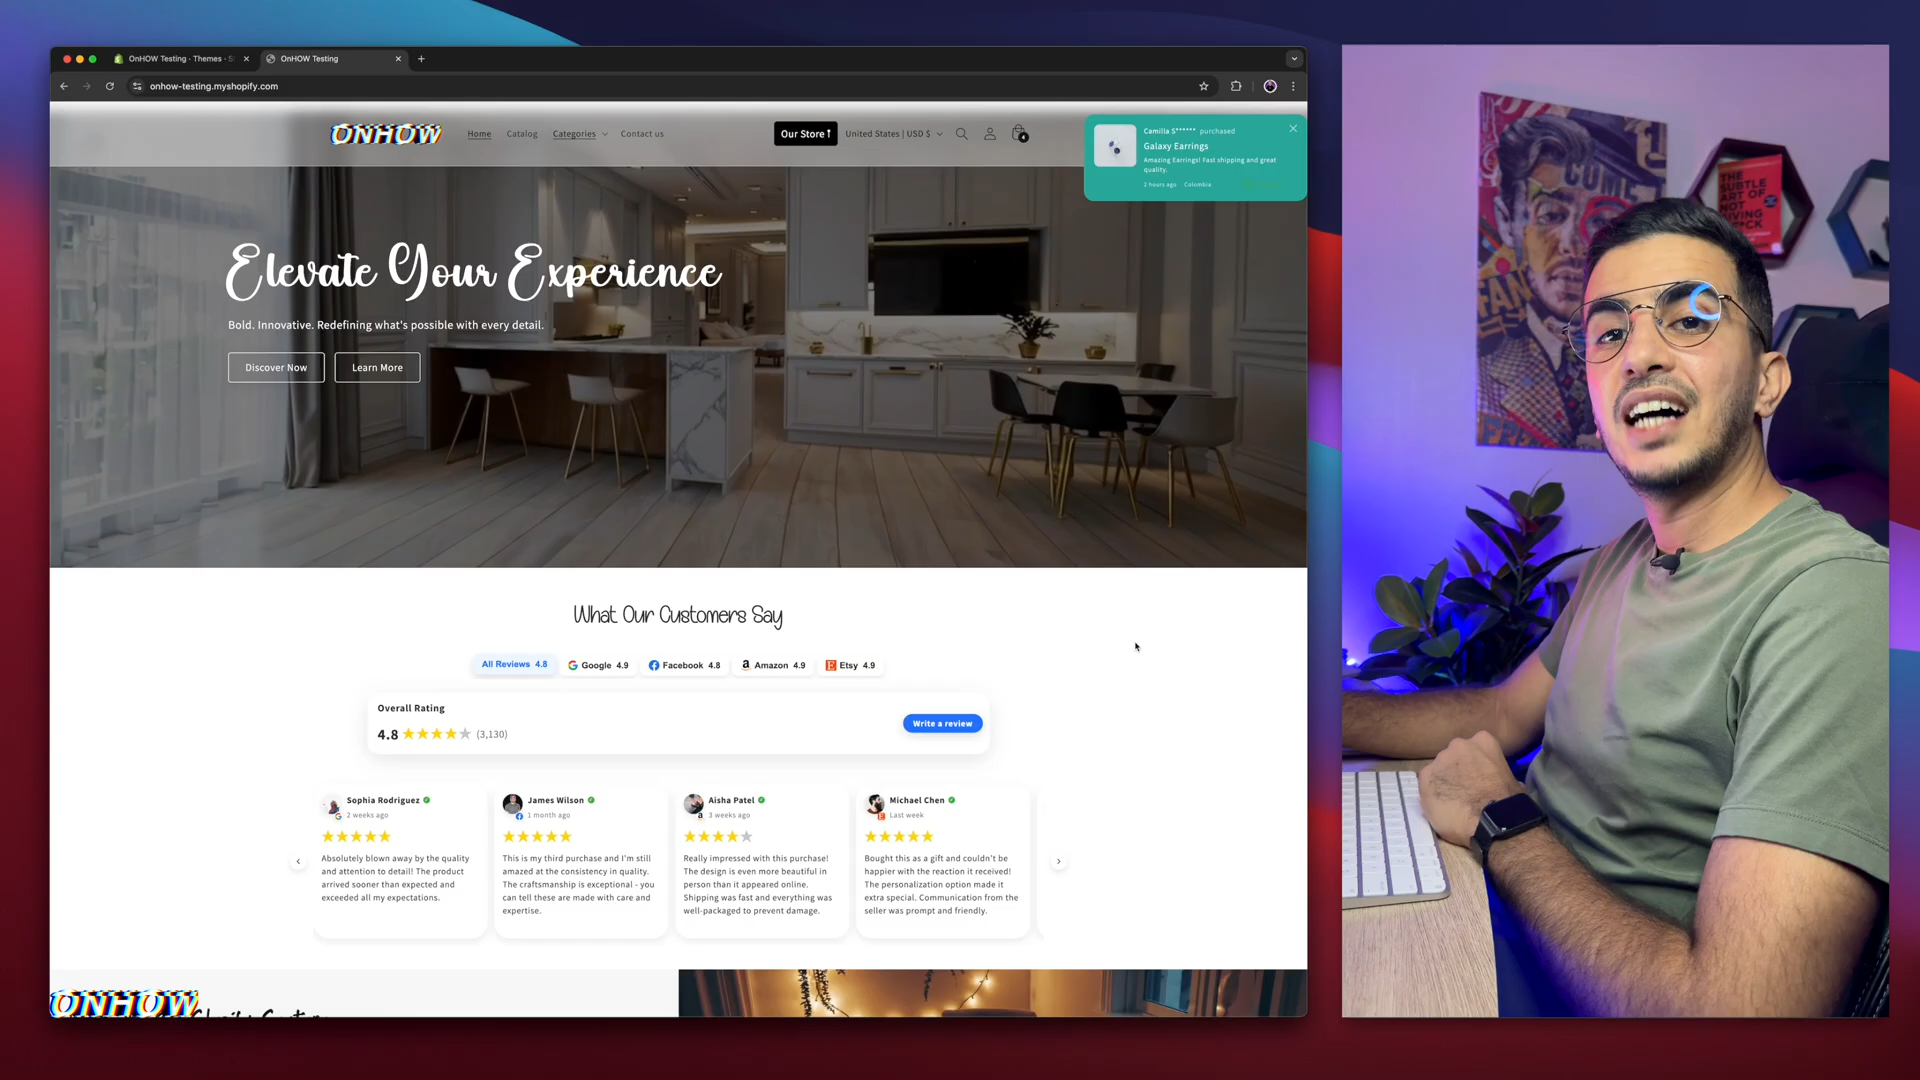 OnHOW Testing · Themes · S
OnHOW Testing
onhow-testing.myshopify.com
ONHOW
Home
Catalog
Categories
Contact us
Our Store
United States | USD $
4
Camilla S****** purchased
Galaxy Earrings
Amazing Earrings! Fast shipping and great
quality.
2 hours ago Colombia
Elevate Your Experience
Bold. Innovative. Redefining what's possible with every detail.
Discover Now
Learn More
What Our Customers Say
All Reviews 4.8
Google 4.9
Facebook 4.8
Amazon 4.9
Etsy 4.9
Overall Rating
4.8 ★★★★★ (3,130)
Write a review
Sophia Rodriguez
2 weeks ago
Absolutely blown away by the quality
and attention to detail! The product
arrived sooner than expected and
exceeded all my expectations.
James Wilson
1 month ago
This is my third purchase and I'm still
amazed at the consistency in quality.
The craftsmanship is exceptional - you
can tell these are made with care and
expertise.
Aisha Patel
3 weeks ago
Really impressed with this purchase!
The design is even more beautiful in
person than it appeared online.
Shipping was fast and everything was
well-packaged to prevent damage.
Michael Chen
Last week
Bought this as a gift and couldn't be
happier with the reaction it received!
The personalization option made it
extra special. Communication from the
seller was prompt and friendly.
ONHOW
THE
SUBTLE
ART OF
NOT
GIVING
A F*CK
COME
FAN